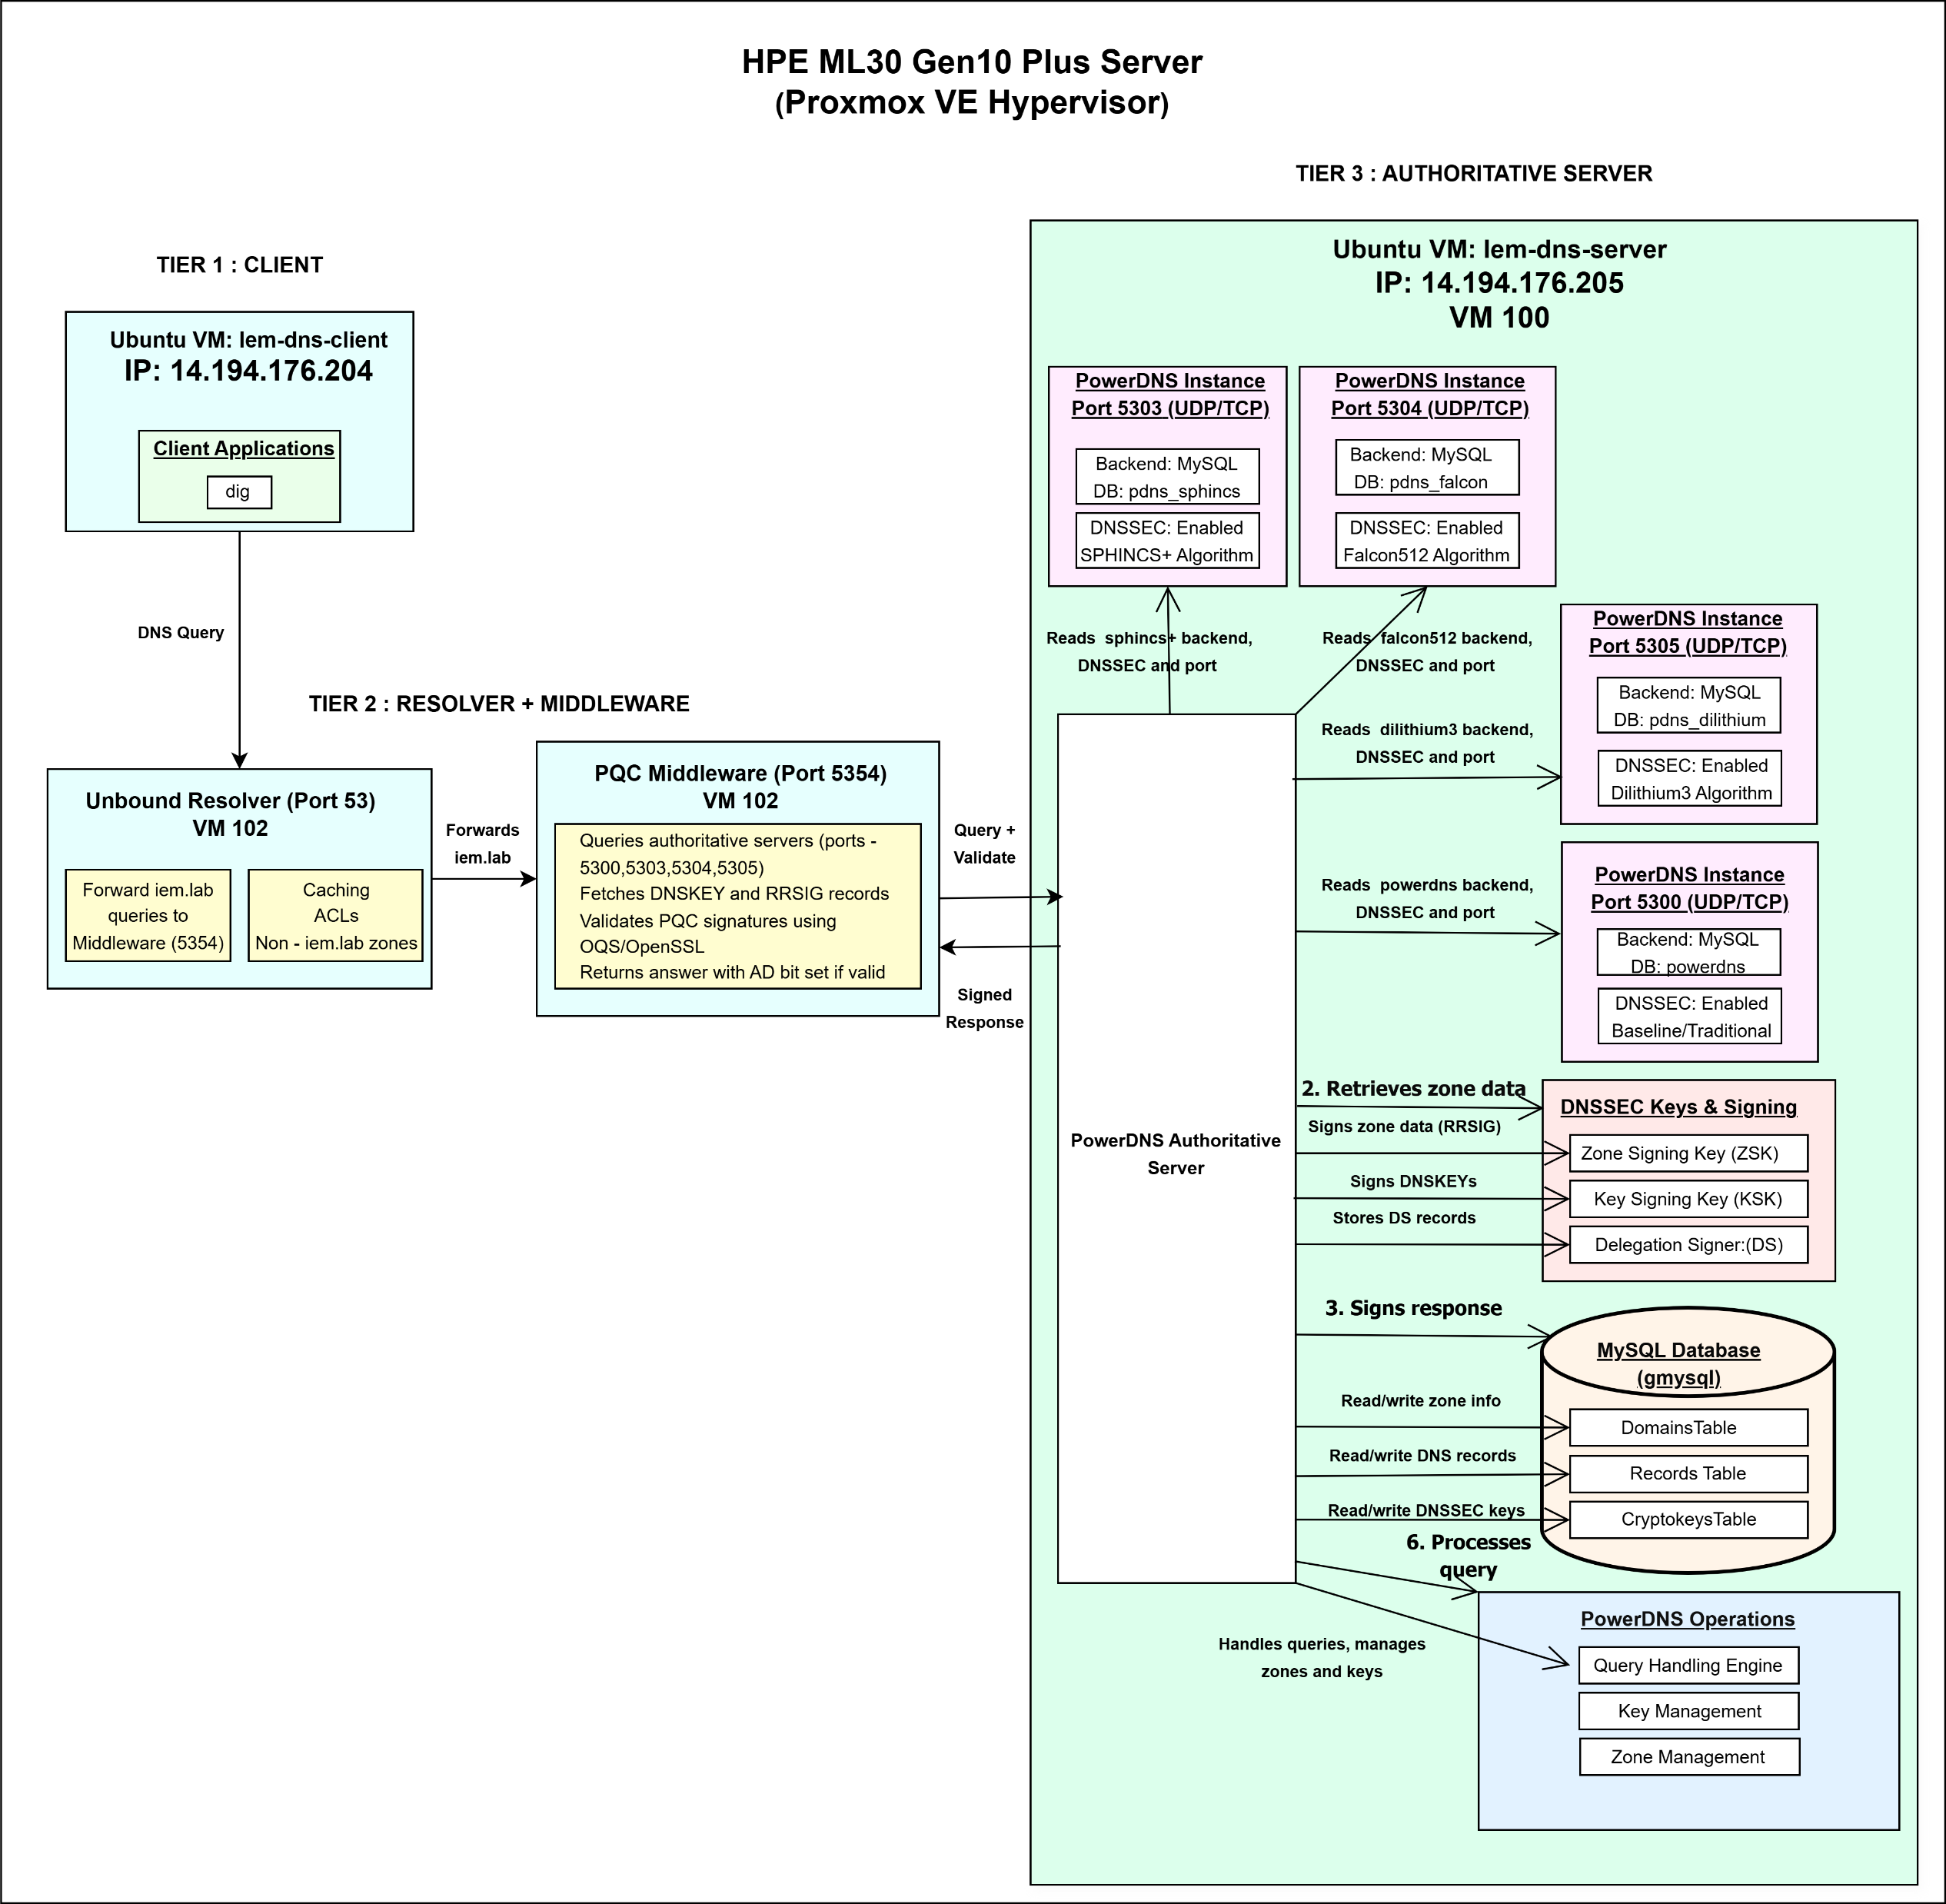 HPE ML30 Gen10 Plus Server
(Proxmox VE Hypervisor)
TIER 1 : CLIENT
Ubuntu VM: lem-dns-client
IP: 14.194.176.204
Client Applications
dig
DNS Query
TIER 2 : RESOLVER + MIDDLEWARE
Unbound Resolver (Port 53)
VM 102
Forward iem.lab
queries to
Middleware (5354)
Caching
ACLs
Non - iem.lab zones
Forwards
iem.lab
PQC Middleware (Port 5354)
VM 102
Queries authoritative servers (ports -
5300,5303,5304,5305)
Fetches DNSKEY and RRSIG records
Validates PQC signatures using
OQS/OpenSSL
Returns answer with AD bit set if valid
Query +
Validate
Signed
Response
TIER 3 : AUTHORITATIVE SERVER
Ubuntu VM: lem-dns-server
IP: 14.194.176.205
VM 100
PowerDNS Instance
Port 5303 (UDP/TCP)
Backend: MySQL
DB: pdns_sphincs
DNSSEC: Enabled
SPHINCS+ Algorithm
PowerDNS Instance
Port 5304 (UDP/TCP)
Backend: MySQL
DB: pdns_falcon
DNSSEC: Enabled
Falcon512 Algorithm
Reads sphincs+ backend,
DNSSEC and port
Reads falcon512 backend,
DNSSEC and port
PowerDNS Instance
Port 5305 (UDP/TCP)
Backend: MySQL
DB: pdns_dilithium
DNSSEC: Enabled
Dilithium3 Algorithm
Reads dilithium3 backend,
DNSSEC and port
PowerDNS Instance
Port 5300 (UDP/TCP)
Backend: MySQL
DB: powerdns
DNSSEC: Enabled
Baseline/Traditional
Reads powerdns backend,
DNSSEC and port
PowerDNS Authoritative
Server
2. Retrieves zone data
Signs zone data (RRSIG)
Signs DNSKEYs
Stores DS records
DNSSEC Keys & Signing
Zone Signing Key (ZSK)
Key Signing Key (KSK)
Delegation Signer:(DS)
3. Signs response
Read/write zone info
Read/write DNS records
Read/write DNSSEC keys
MySQL Database
(gmysql)
DomainsTable
Records Table
CryptokeysTable
6. Processes
query
Handles queries, manages
zones and keys
PowerDNS Operations
Query Handling Engine
Key Management
Zone Management